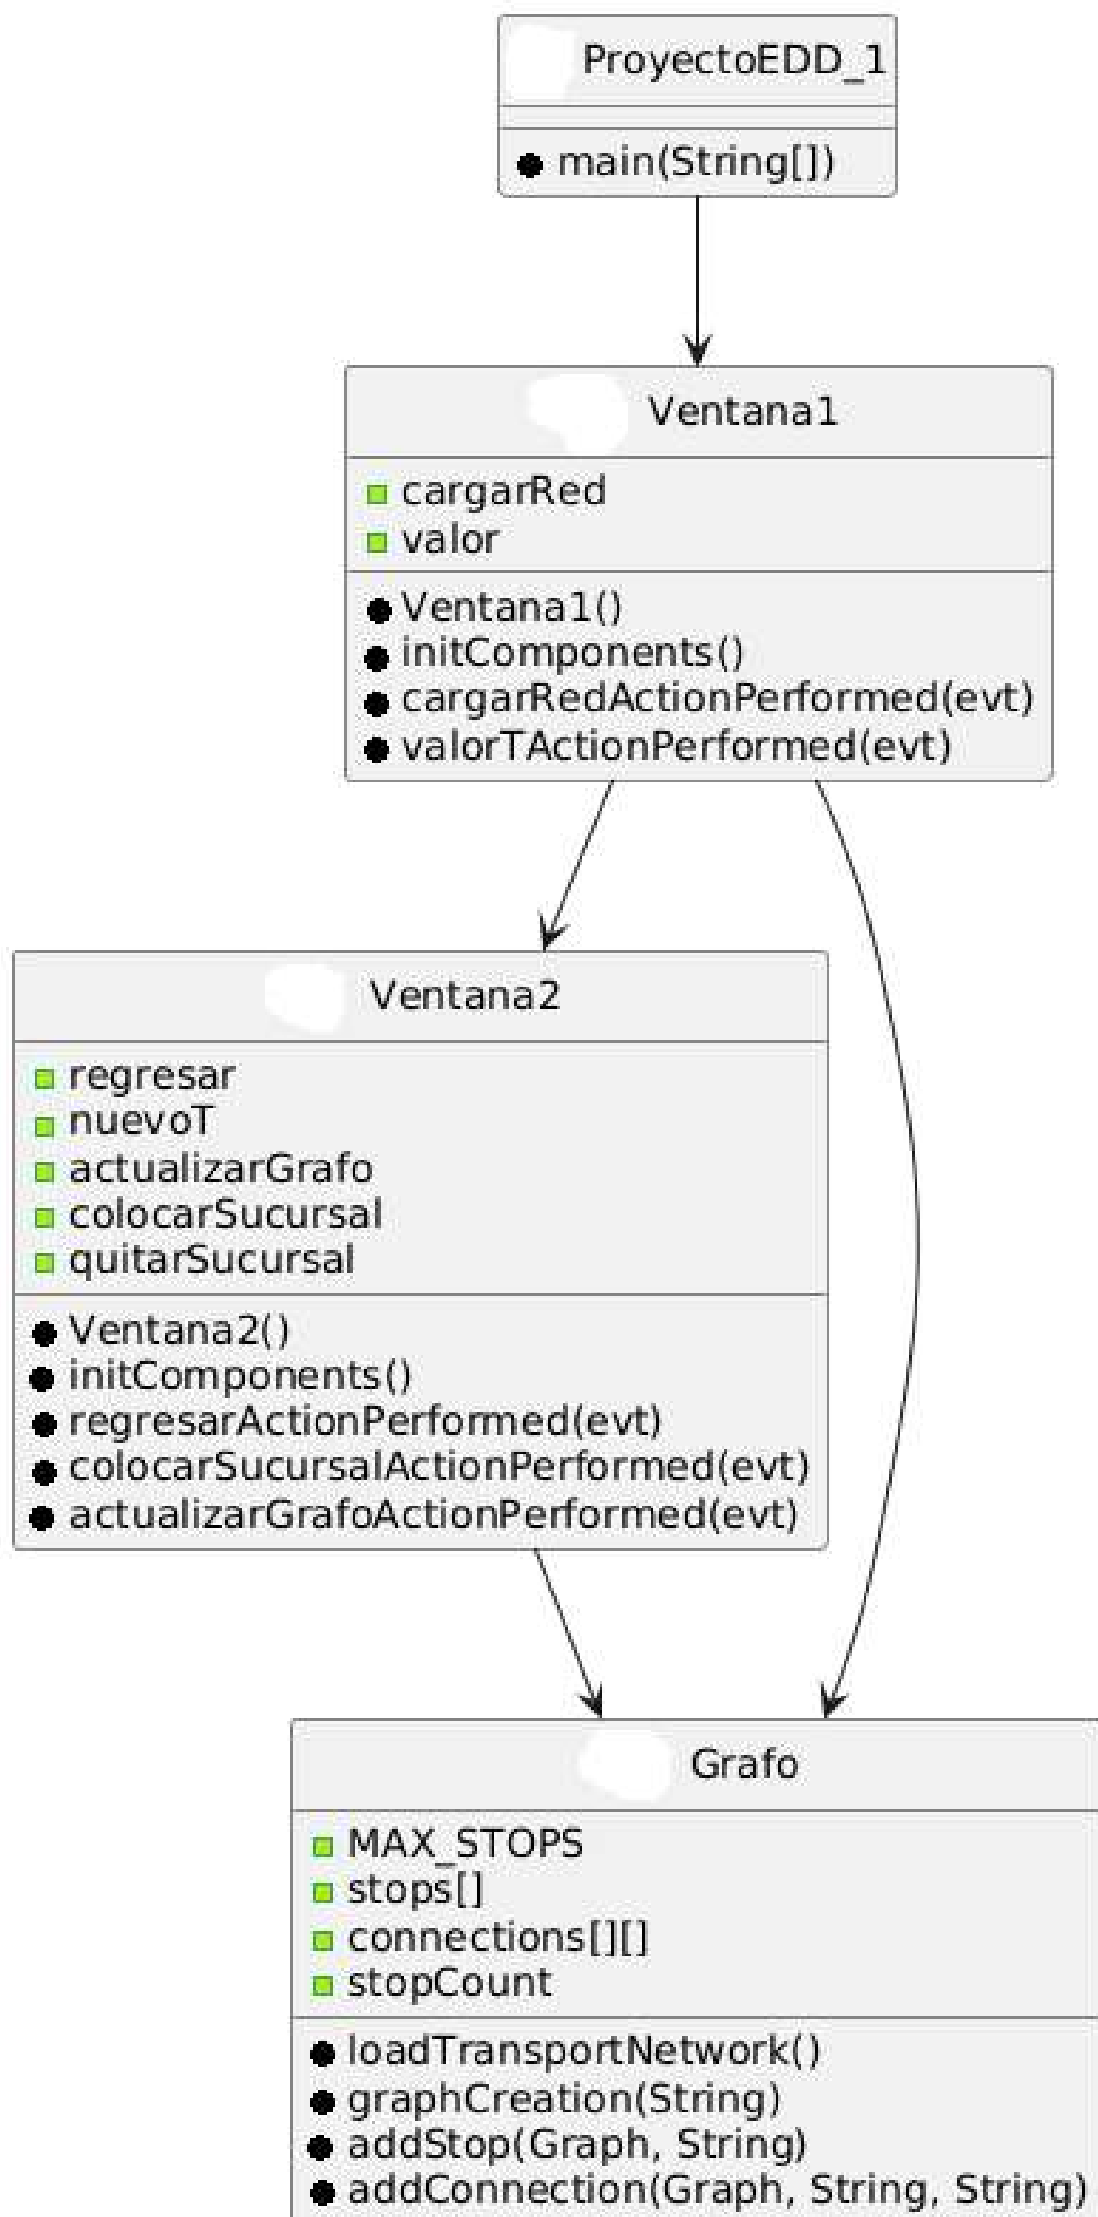 ProyectoEDD_1
main(String[])
Ventana1
cargarRed
valor
Ventana1()
initComponents()
cargarRedActionPerformed(evt)
valorTActionPerformed(evt)
Ventana2
regresar
nuevoT
actualizarGrafo
colocarSucursal
quitarSucursal
Ventana2()
initComponents()
regresarActionPerformed(evt)
colocarSucursalActionPerformed(evt)
actualizarGrafoActionPerformed(evt)
Grafo
MAX_STOPS
stops[]
connections[][]
stopCount
loadTransportNetwork()
graphCreation(String)
addStop(Graph, String)
addConnection(Graph, String, String)